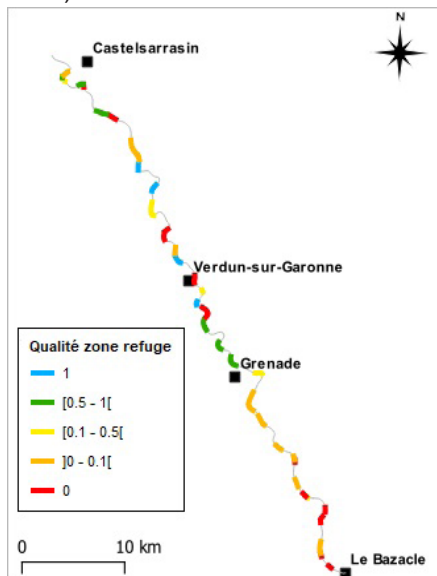 N
Castelsarrasin
Verdun-sur-Garonne
Qualité zone refuge
1
[0.5 - 1[
[0.1 - 0.5[
]0 - 0.1[
0
Grenade
0 10 km
Le Bazacle